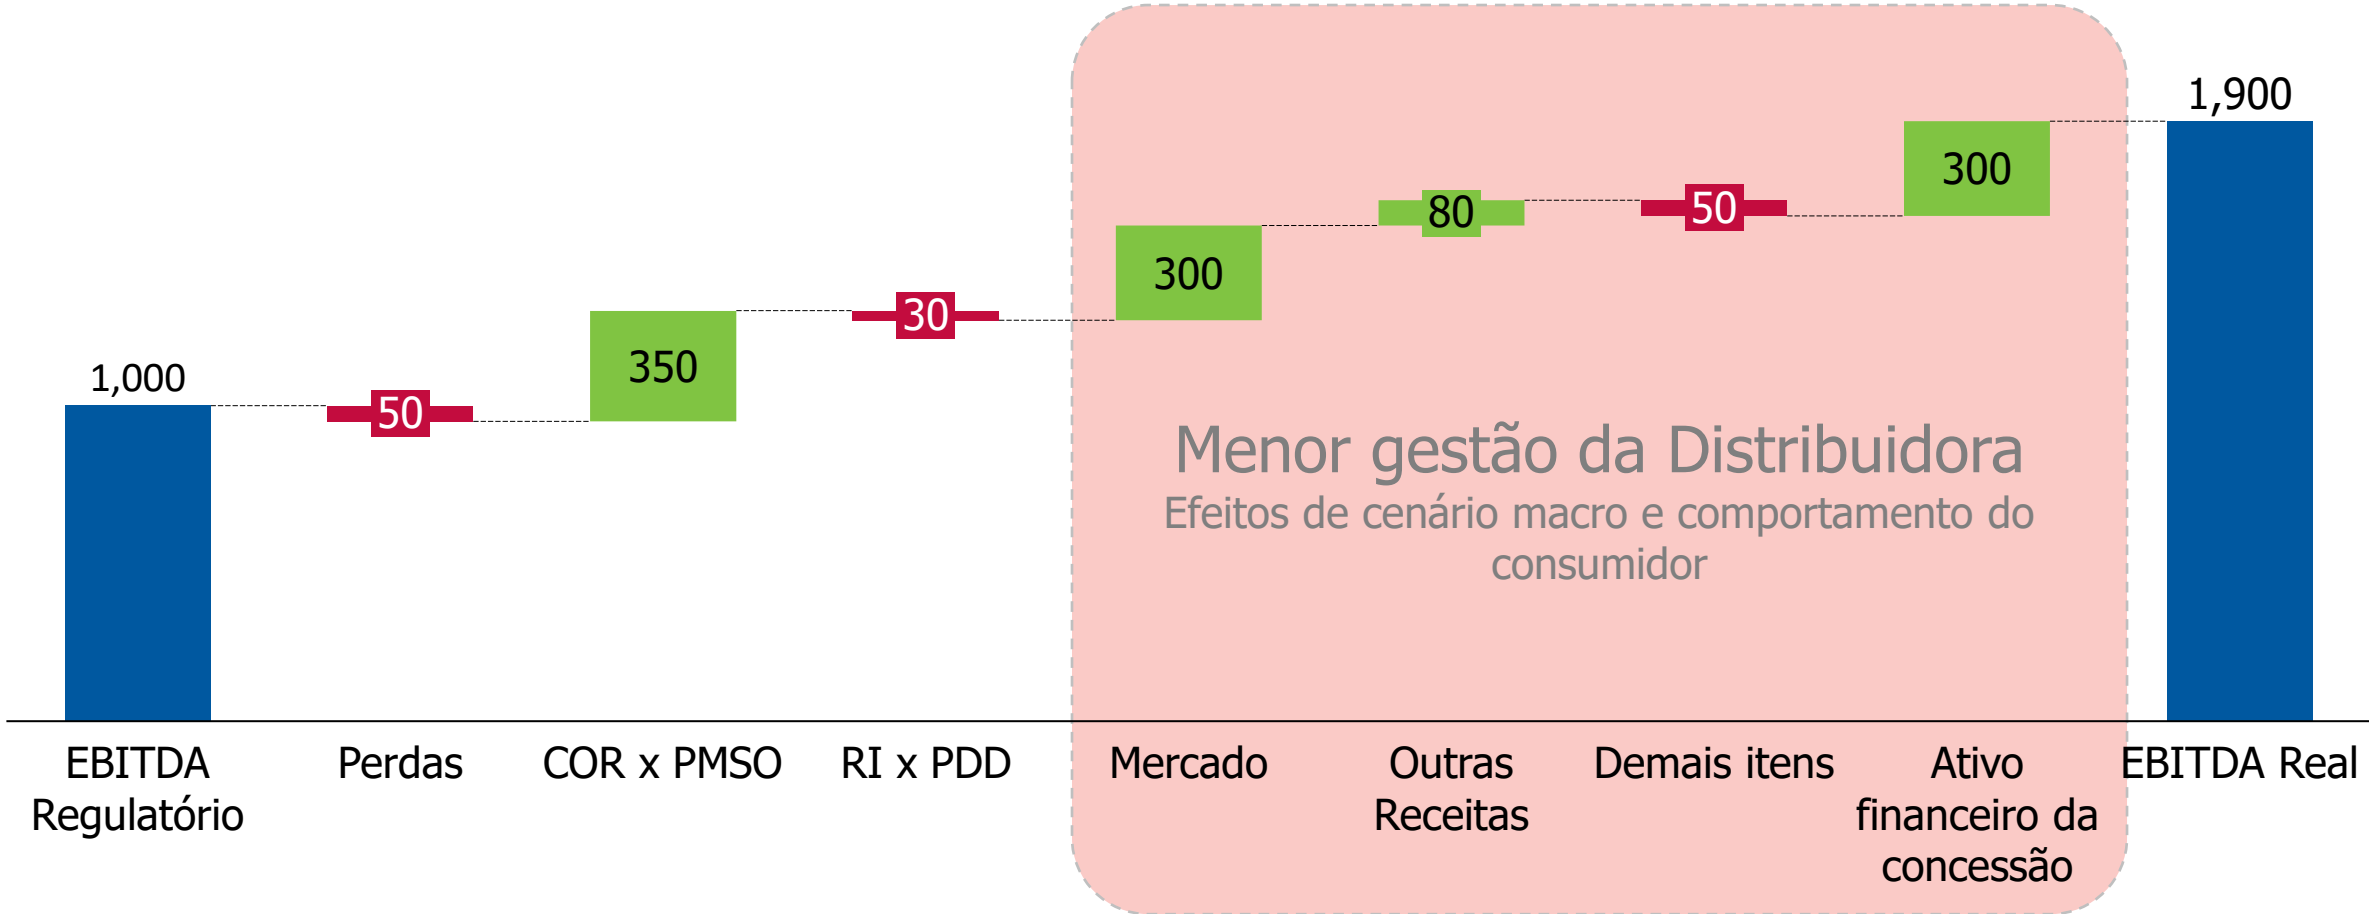 1,000
50
350
30
300
80
50
300
1,900
Menor gestão da Distribuidora
Efeitos de cenário macro e comportamento do
consumidor
EBITDA
Regulatório
Perdas
COR x PMSO
RI x PDD
Mercado
Outras
Receitas
Demais itens
Ativo
financeiro da
concessão
EBITDA Real